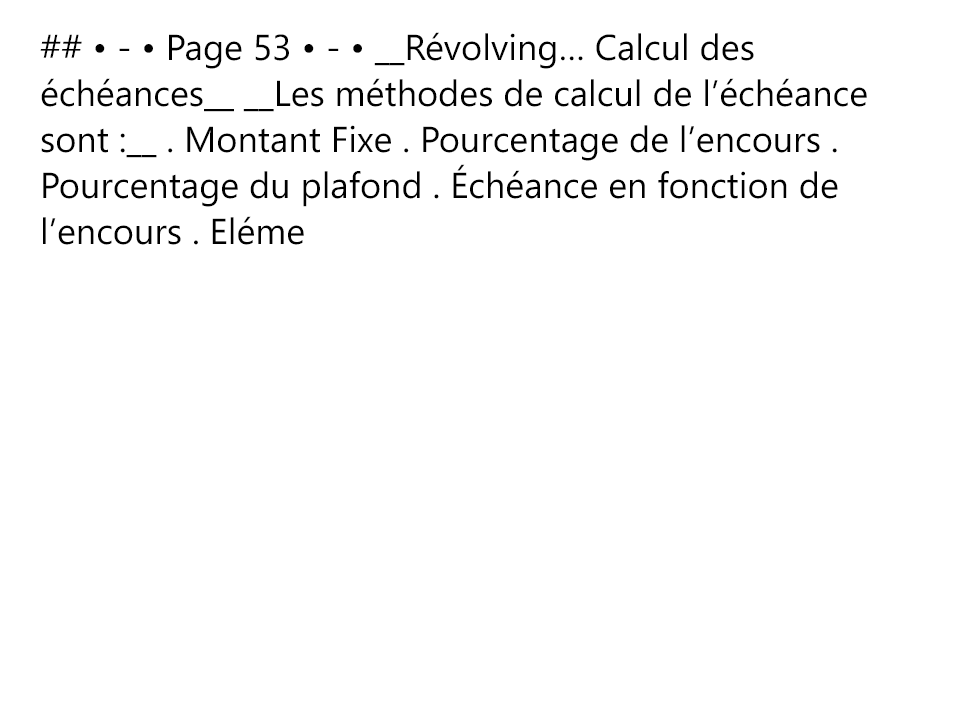 ## • - • Page 53 • - • __Révolving… Calcul des
échéances__ __Les méthodes de calcul de l’échéance
sont :__ . Montant Fixe . Pourcentage de l’encours .
Pourcentage du plafond . Échéance en fonction de
l’encours . Eléme